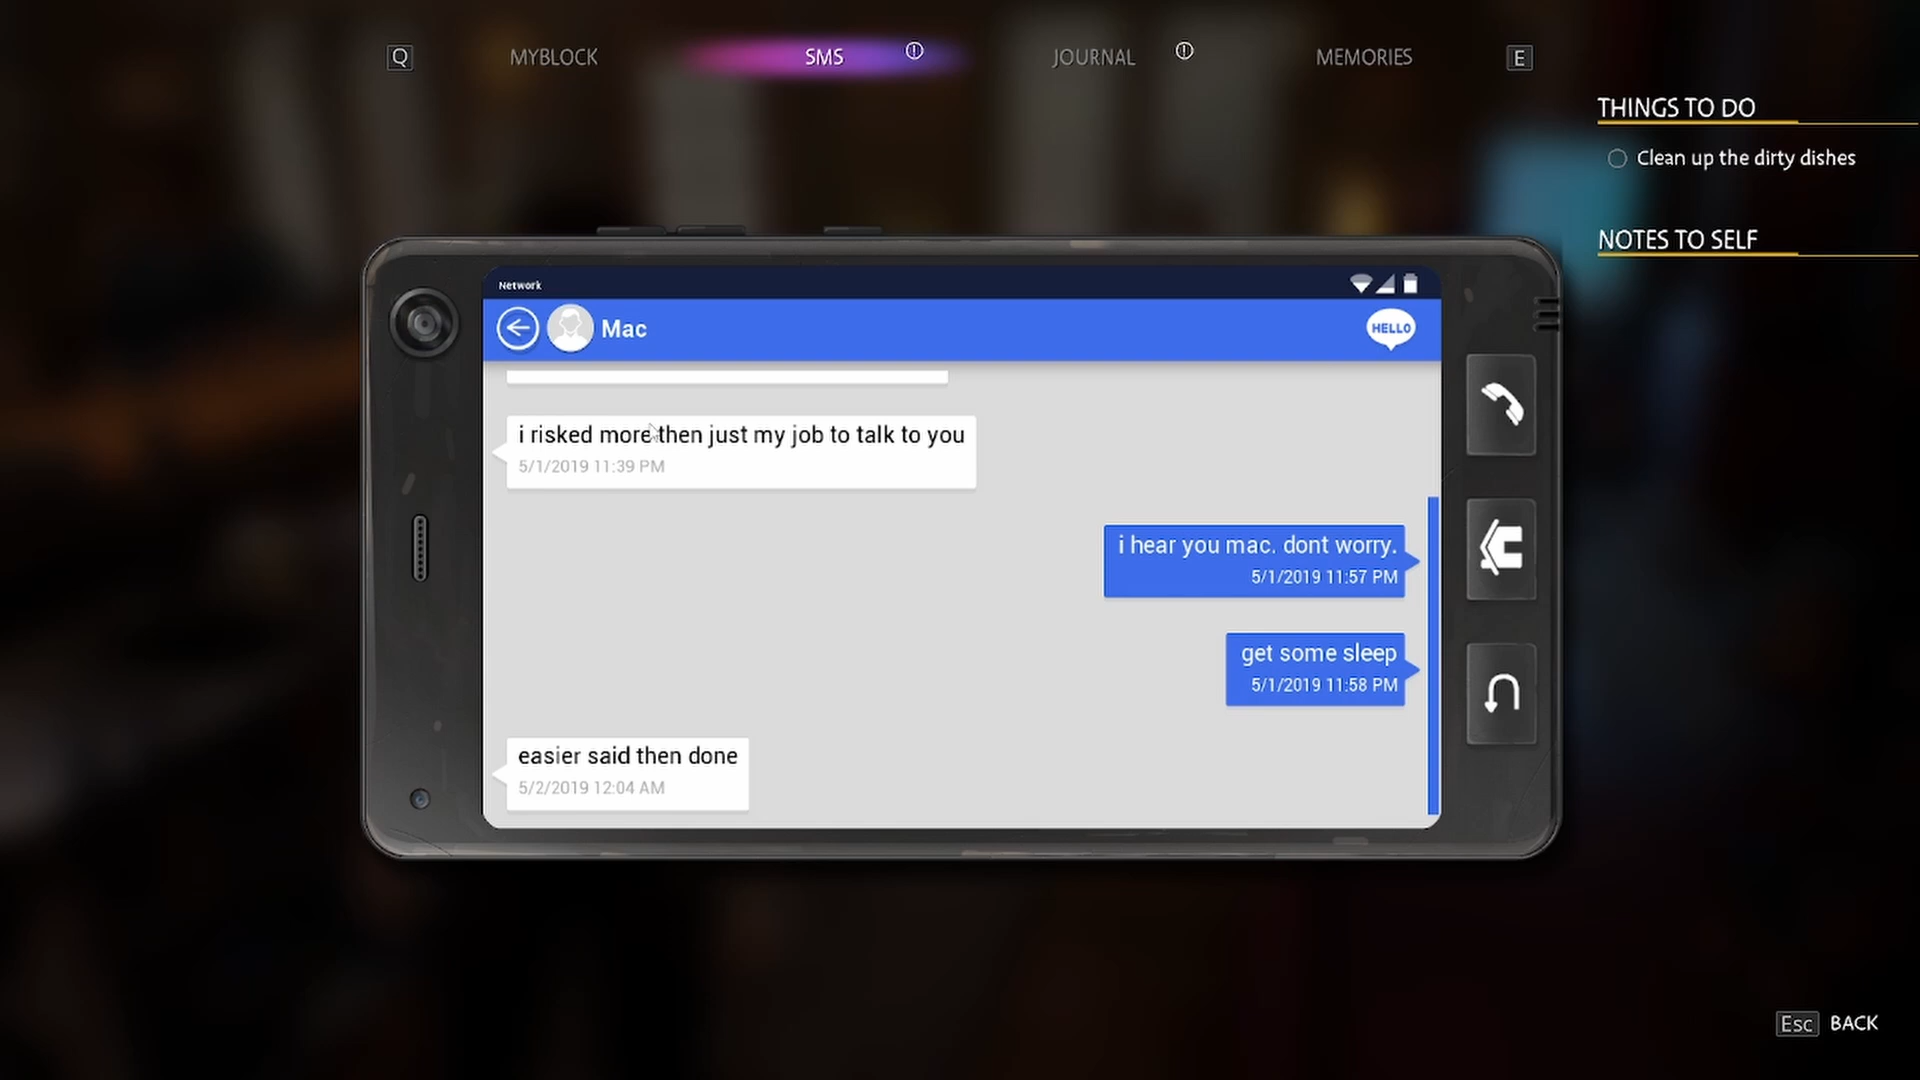 Q MYBLOCK SMS JOURNAL MEMORIES E
THINGS TO DO
Clean up the dirty dishes
NOTES TO SELF
Network
Mac
HELLO
i risked more then just my job to talk to you
5/1/2019 11:39 PM
i hear you mac. dont worry.
5/1/2019 11:57 PM
get some sleep
5/1/2019 11:58 PM
easier said then done
5/2/2019 12:04 AM
Esc BACK